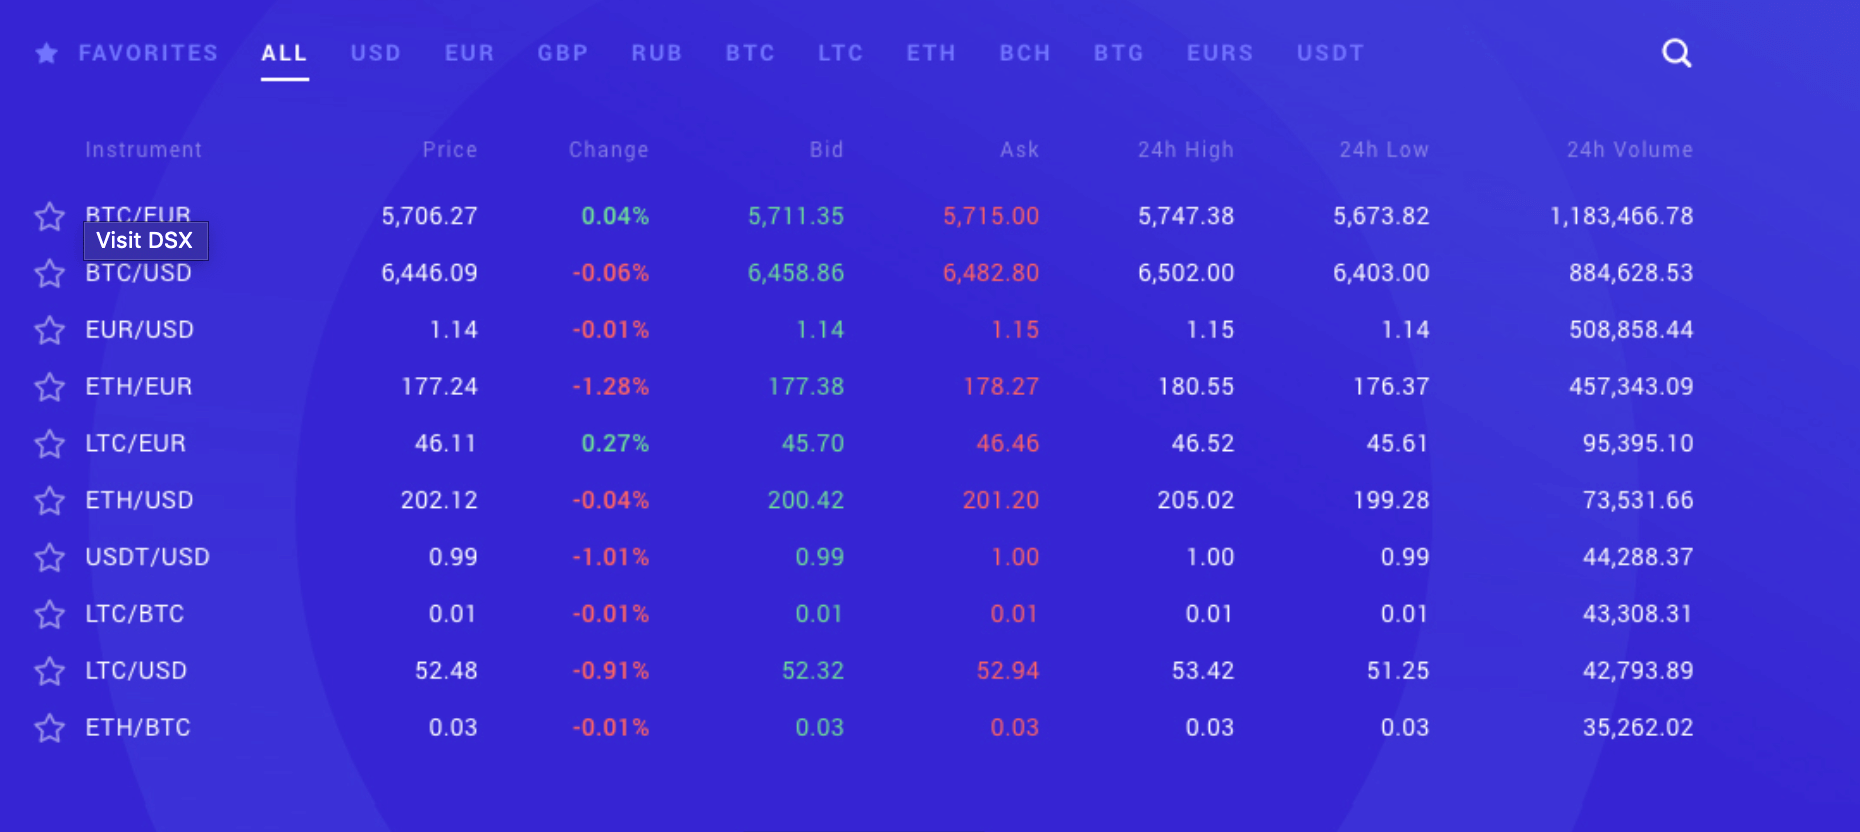 FAVORITES ALL USD EUR GBP RUB BTC LTC ETH BCH BTG EURS USDT
Instrument Price Change Bid Ask 24h High 24h Low 24h Volume
BTC/EUR 5,706.27 0.04% 5,711.35 5,715.00 5,747.38 5,673.82 1,183,466.78
Visit DSX
BTC/USD 6,446.09 -0.06% 6,458.86 6,482.80 6,502.00 6,403.00 884,628.53
EUR/USD 1.14 -0.01% 1.14 1.15 1.15 1.14 508,858.44
ETH/EUR 177.24 -1.28% 177.38 178.27 180.55 176.37 457,343.09
LTC/EUR 46.11 0.27% 45.70 46.46 46.52 45.61 95,395.10
ETH/USD 202.12 -0.04% 200.42 201.20 205.02 199.28 73,531.66
USDT/USD 0.99 -1.01% 0.99 1.00 1.00 0.99 44,288.37
LTC/BTC 0.01 -0.01% 0.01 0.01 0.01 0.01 43,308.31
LTC/USD 52.48 -0.91% 52.32 52.94 53.42 51.25 42,793.89
ETH/BTC 0.03 -0.01% 0.03 0.03 0.03 0.03 35,262.02